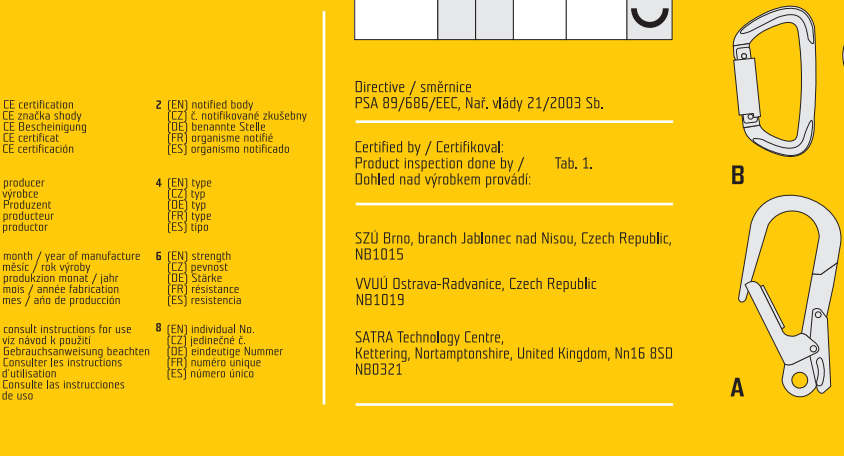 CE certification
CE značka shody
CE Bescheinigung
CE certificat
CE certificación
2 (EN) notified body
(CZ) č. notifikované zkušebny
(DE) benannte Stelle
(FR) organisme notifié
(ES) organismo notificado
producer
výrobce
Produzent
producteur
productor
4 (EN) type
(CZ) typ
(DE) typ
(FR) type
(ES) tipo
month / year of manufacture
měsíc / rok výroby
produkzion monat / jahr
mois / année fabrication
mes / ańo de producción
6 (EN) strength
(CZ) pevnost
(DE) Stärke
(FR) résistance
(ES) resistencia
consult instructions for use
viz návod k použití
Gebrauchsanweisung beachten
Consulter les instructions
d'utilisation
Consulte las instrucciones
de uso
8 (EN) individual No.
(CZ) jedinečné č.
(DE) eindeutige Nummer
(FR) numéro unique
(ES) número único
Directive / směrnice
PSA 89/686/EEC, Nař. vlády 21/2003 Sb.
Certified by / Certifikoval:
Product inspection done by / Tab. 1.
Dohled nad výrobkem provádí:
SZÚ Brno, branch Jablonec nad Nisou, Czech Republic,
NB1015
VVUÚ Ostrava-Radvanice, Czech Republic
NB1019
SATRA Technology Centre,
Kettering, Nortamptonshire, United Kingdom, Nn16 8SD
NB0321
B
A